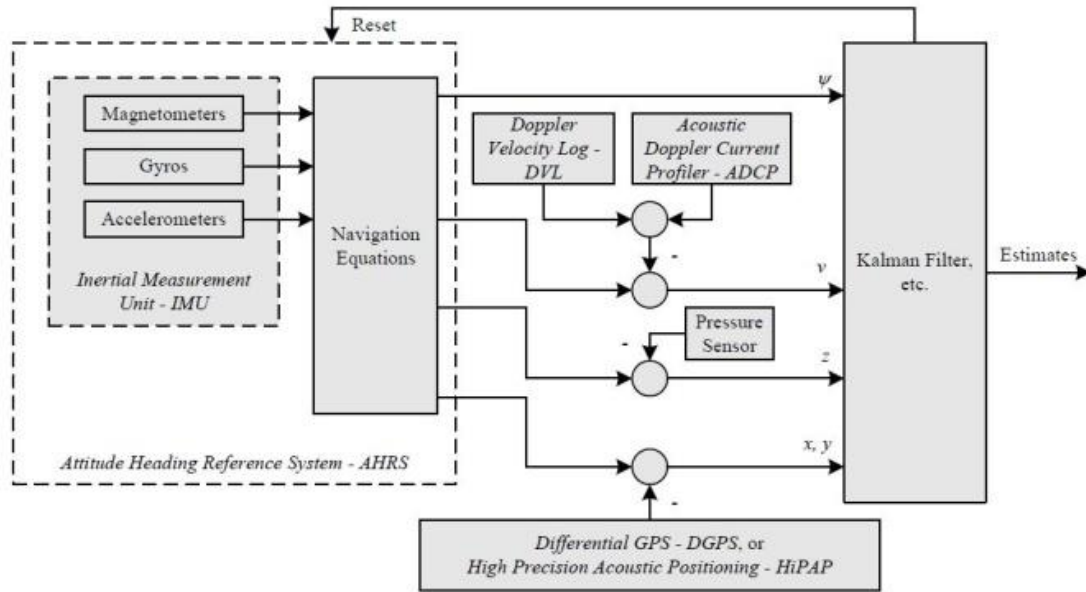 Reset
Magnetometers
Gyros
Accelerometers
Inertial Measurement
Unit - IMU
Navigation
Equations
Attitude Heading Reference System - AHRS
Doppler
Velocity Log -
DVL
Acoustic
Doppler Current
Profiler - ADCP
-
Pressure
Sensor
-
-
Differential GPS - DGPS, or
High Precision Acoustic Positioning - HiPAP
ψ
v
z
x, y
Kalman Filter,
etc.
Estimates